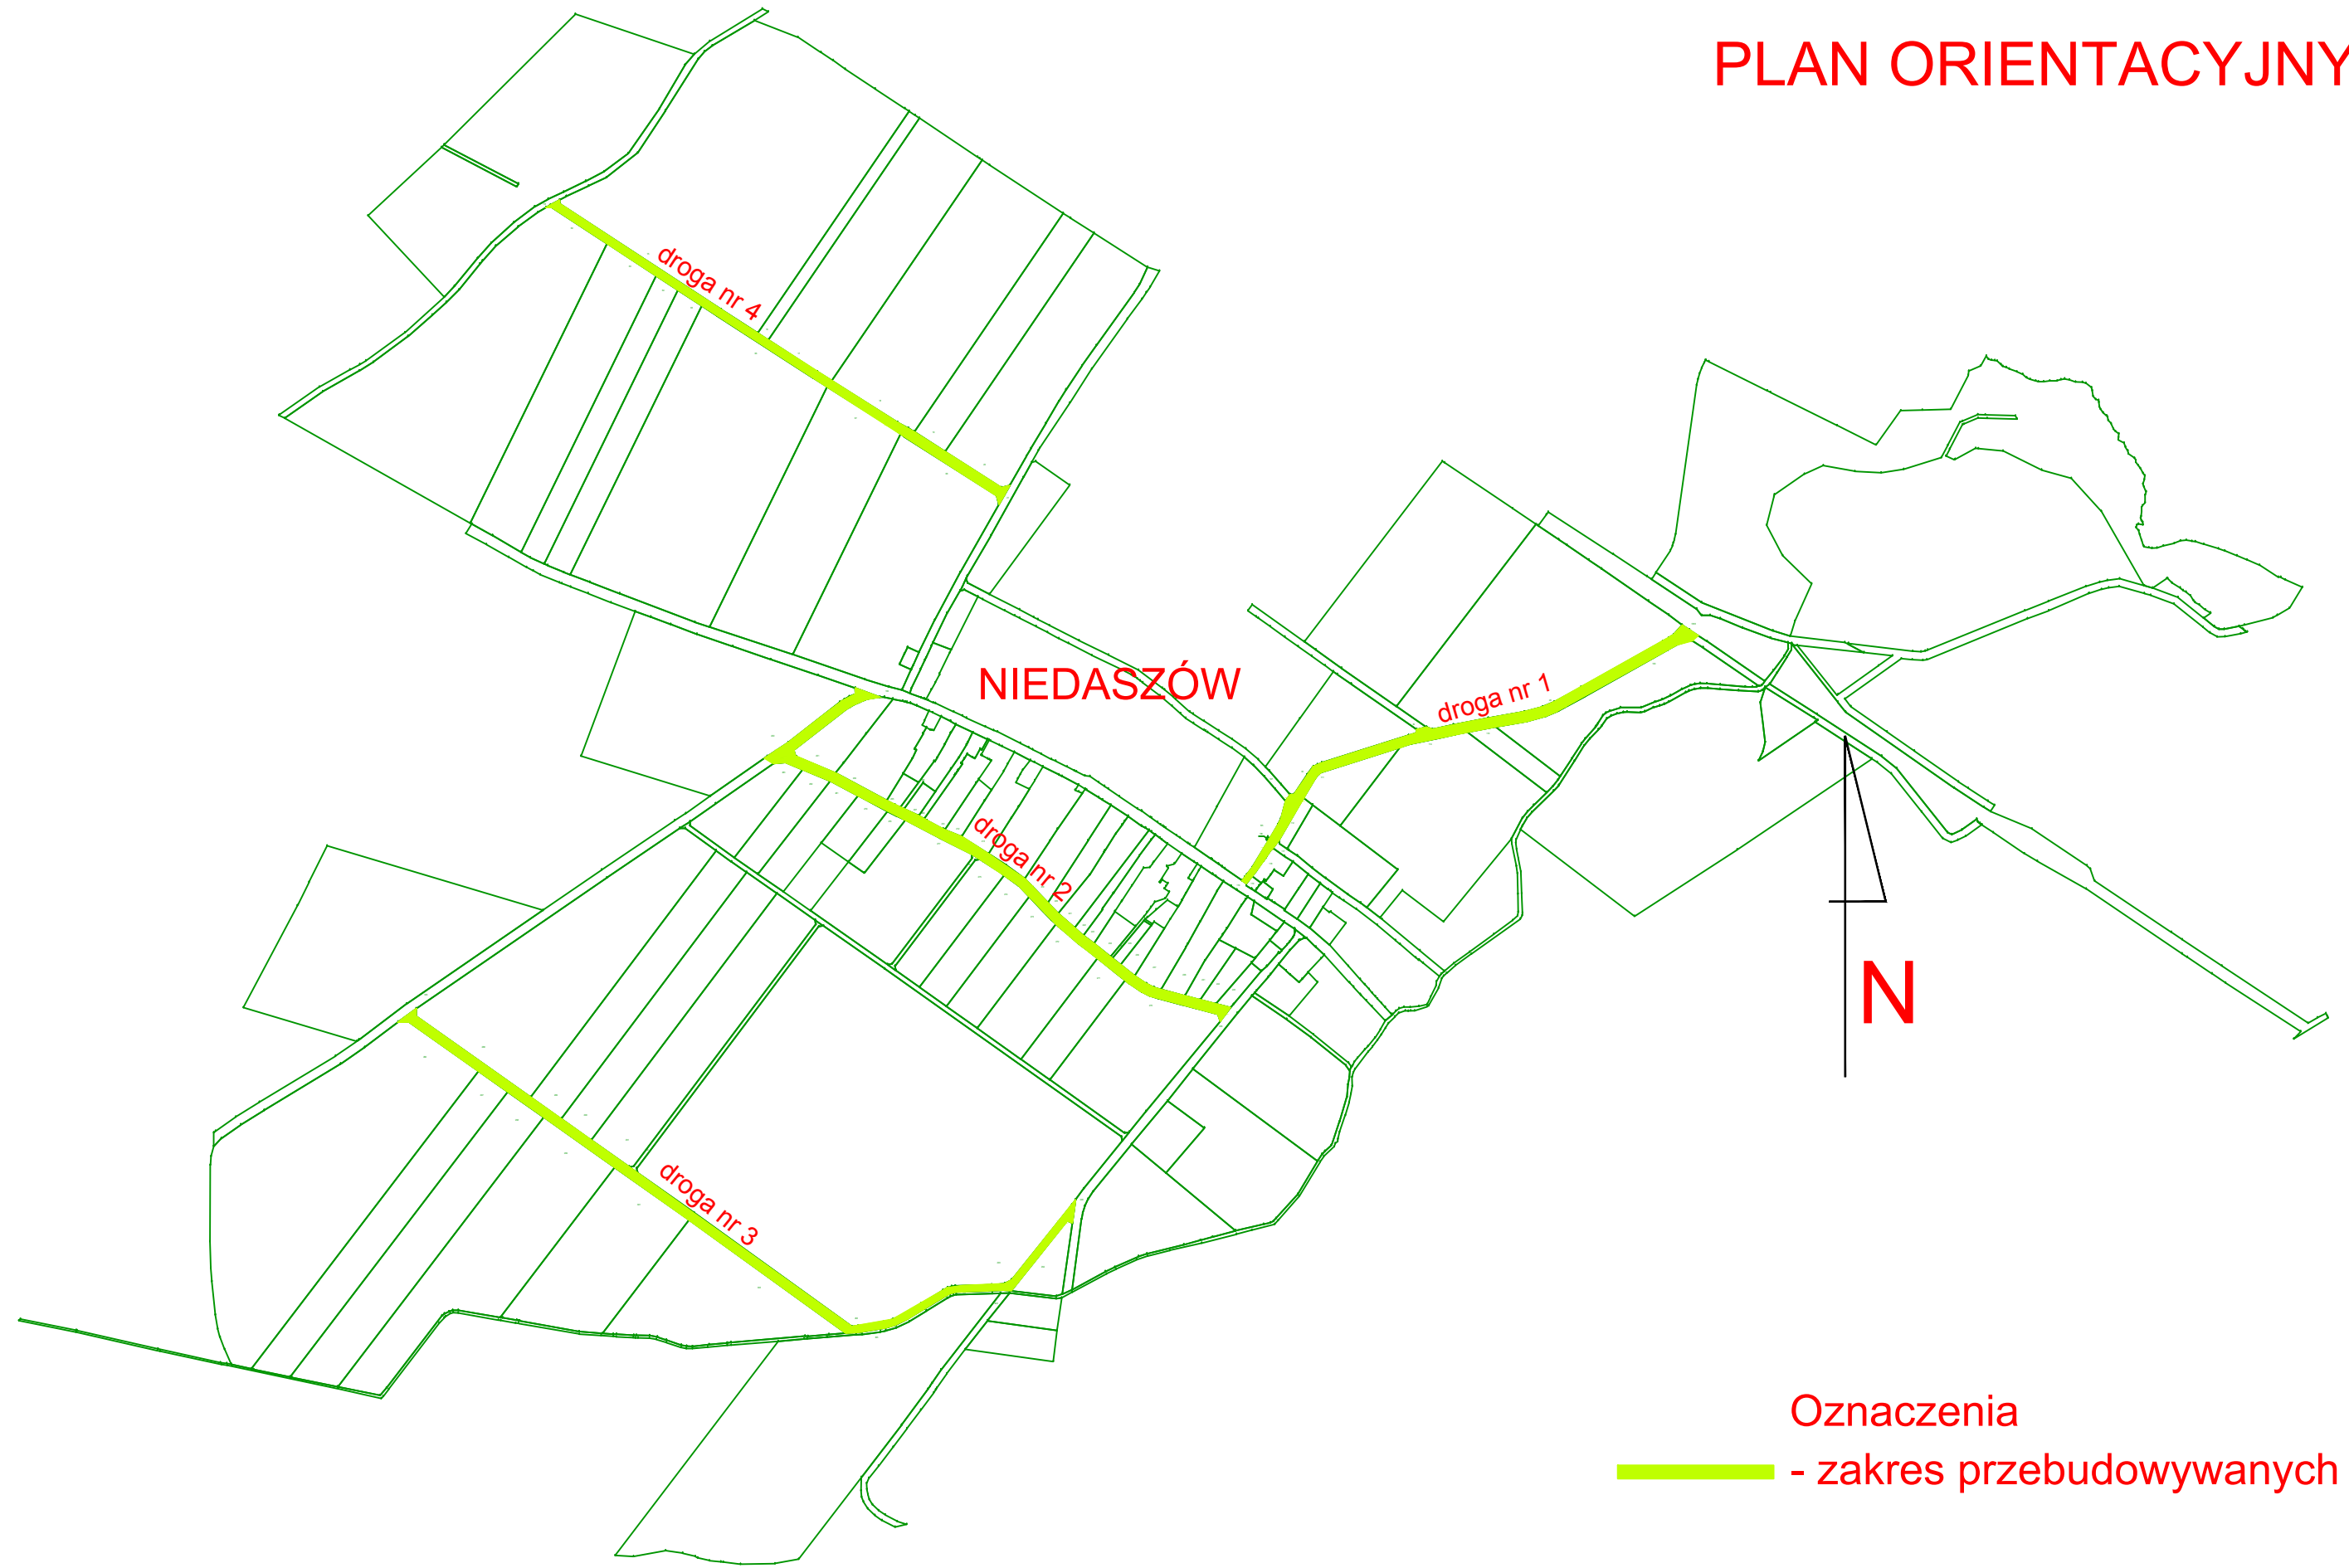 PLAN ORIENTACYJNY
droga nr 4
NIEDASZÓW
droga nr 1
droga nr 2
N
droga nr 3
Oznaczenia
- zakres przebudowywanych